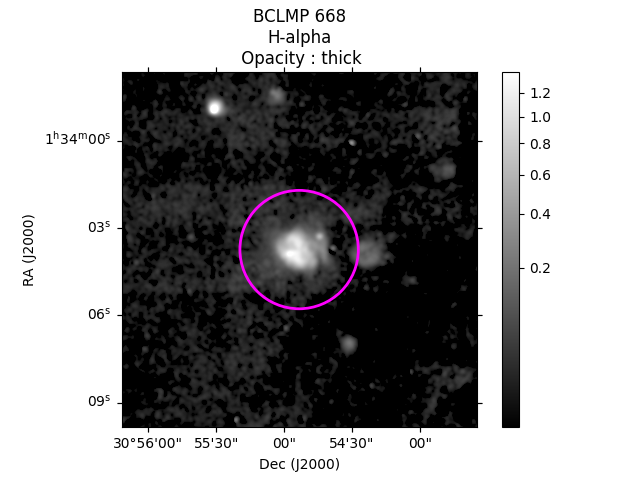 BCLMP 668
H-alpha
Opacity : thick
1h34m00s
03s
06s
09s
RA (J2000)
30°56'00" 55'30" 00" 54'30" 00"
Dec (J2000)
1.2
1.0
0.8
0.6
0.4
0.2